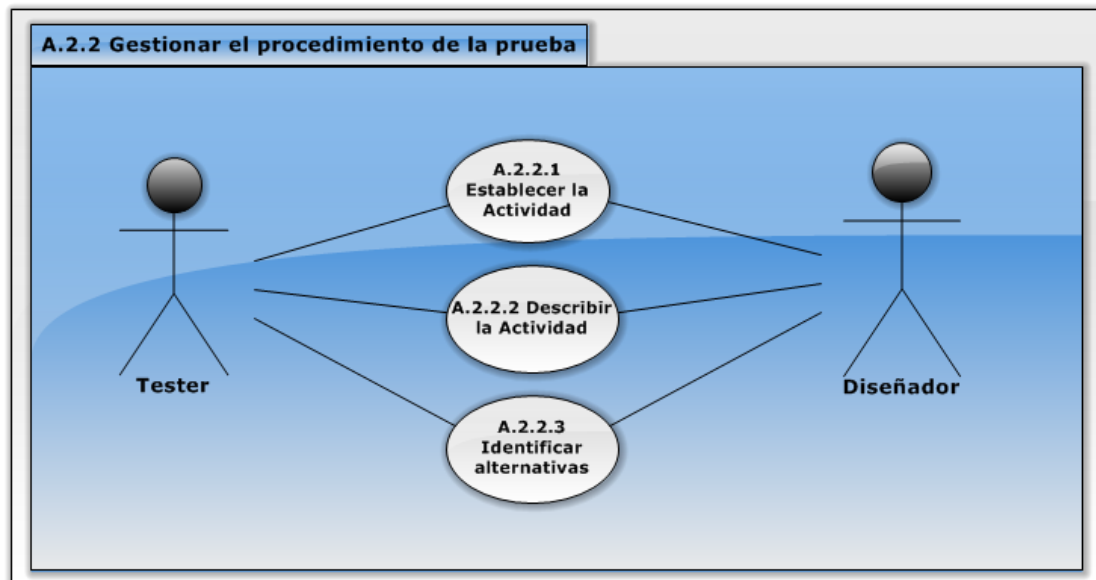 A.2.2 Gestionar el procedimiento de la prueba
A.2.2.1
Establecer la
Actividad
A.2.2.2 Describir
la Actividad
Tester
Diseñador
A.2.2.3
Identificar
alternativas